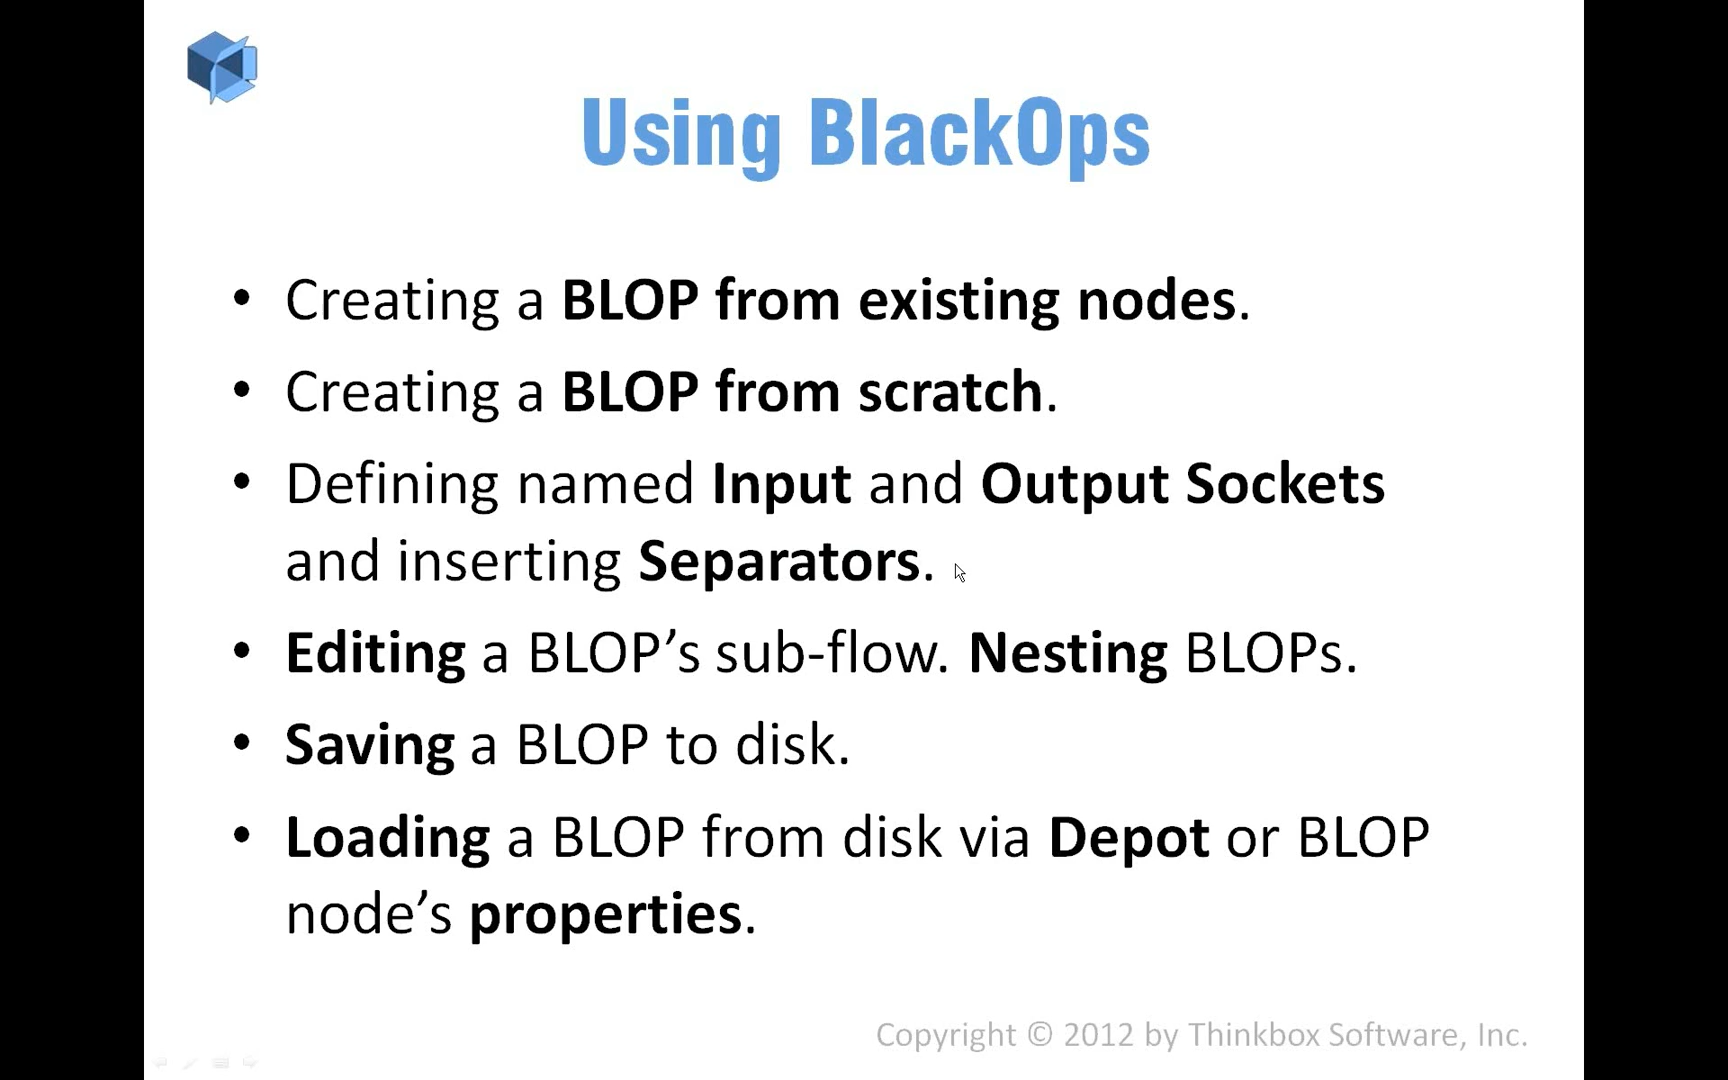 Using BlackOps
• Creating a BLOP from existing nodes.
• Creating a BLOP from scratch.
• Defining named Input and Output Sockets
and inserting Separators.
• Editing a BLOP’s sub-flow. Nesting BLOPs.
• Saving a BLOP to disk.
• Loading a BLOP from disk via Depot or BLOP
node’s properties.
Copyright © 2012 by Thinkbox Software, Inc.